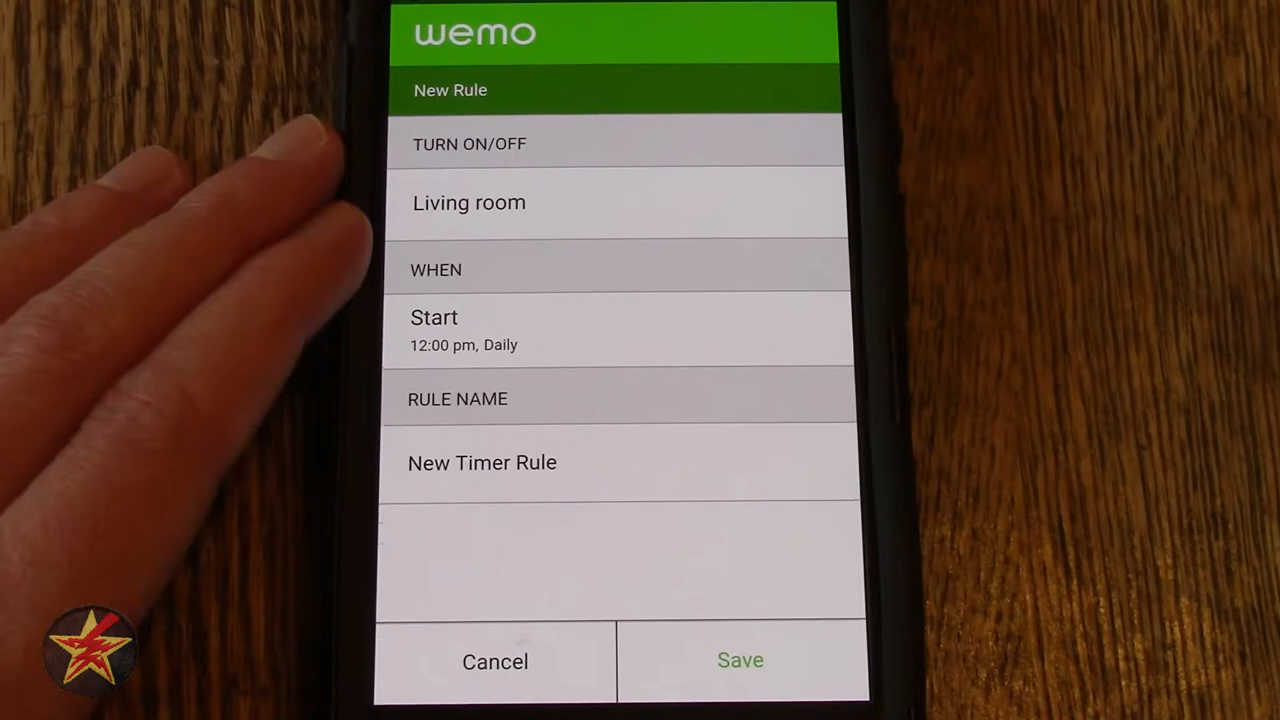 wemo
New Rule
TURN ON/OFF
Living room
WHEN
Start
12:00 pm, Daily
RULE NAME
New Timer Rule
Cancel
Save